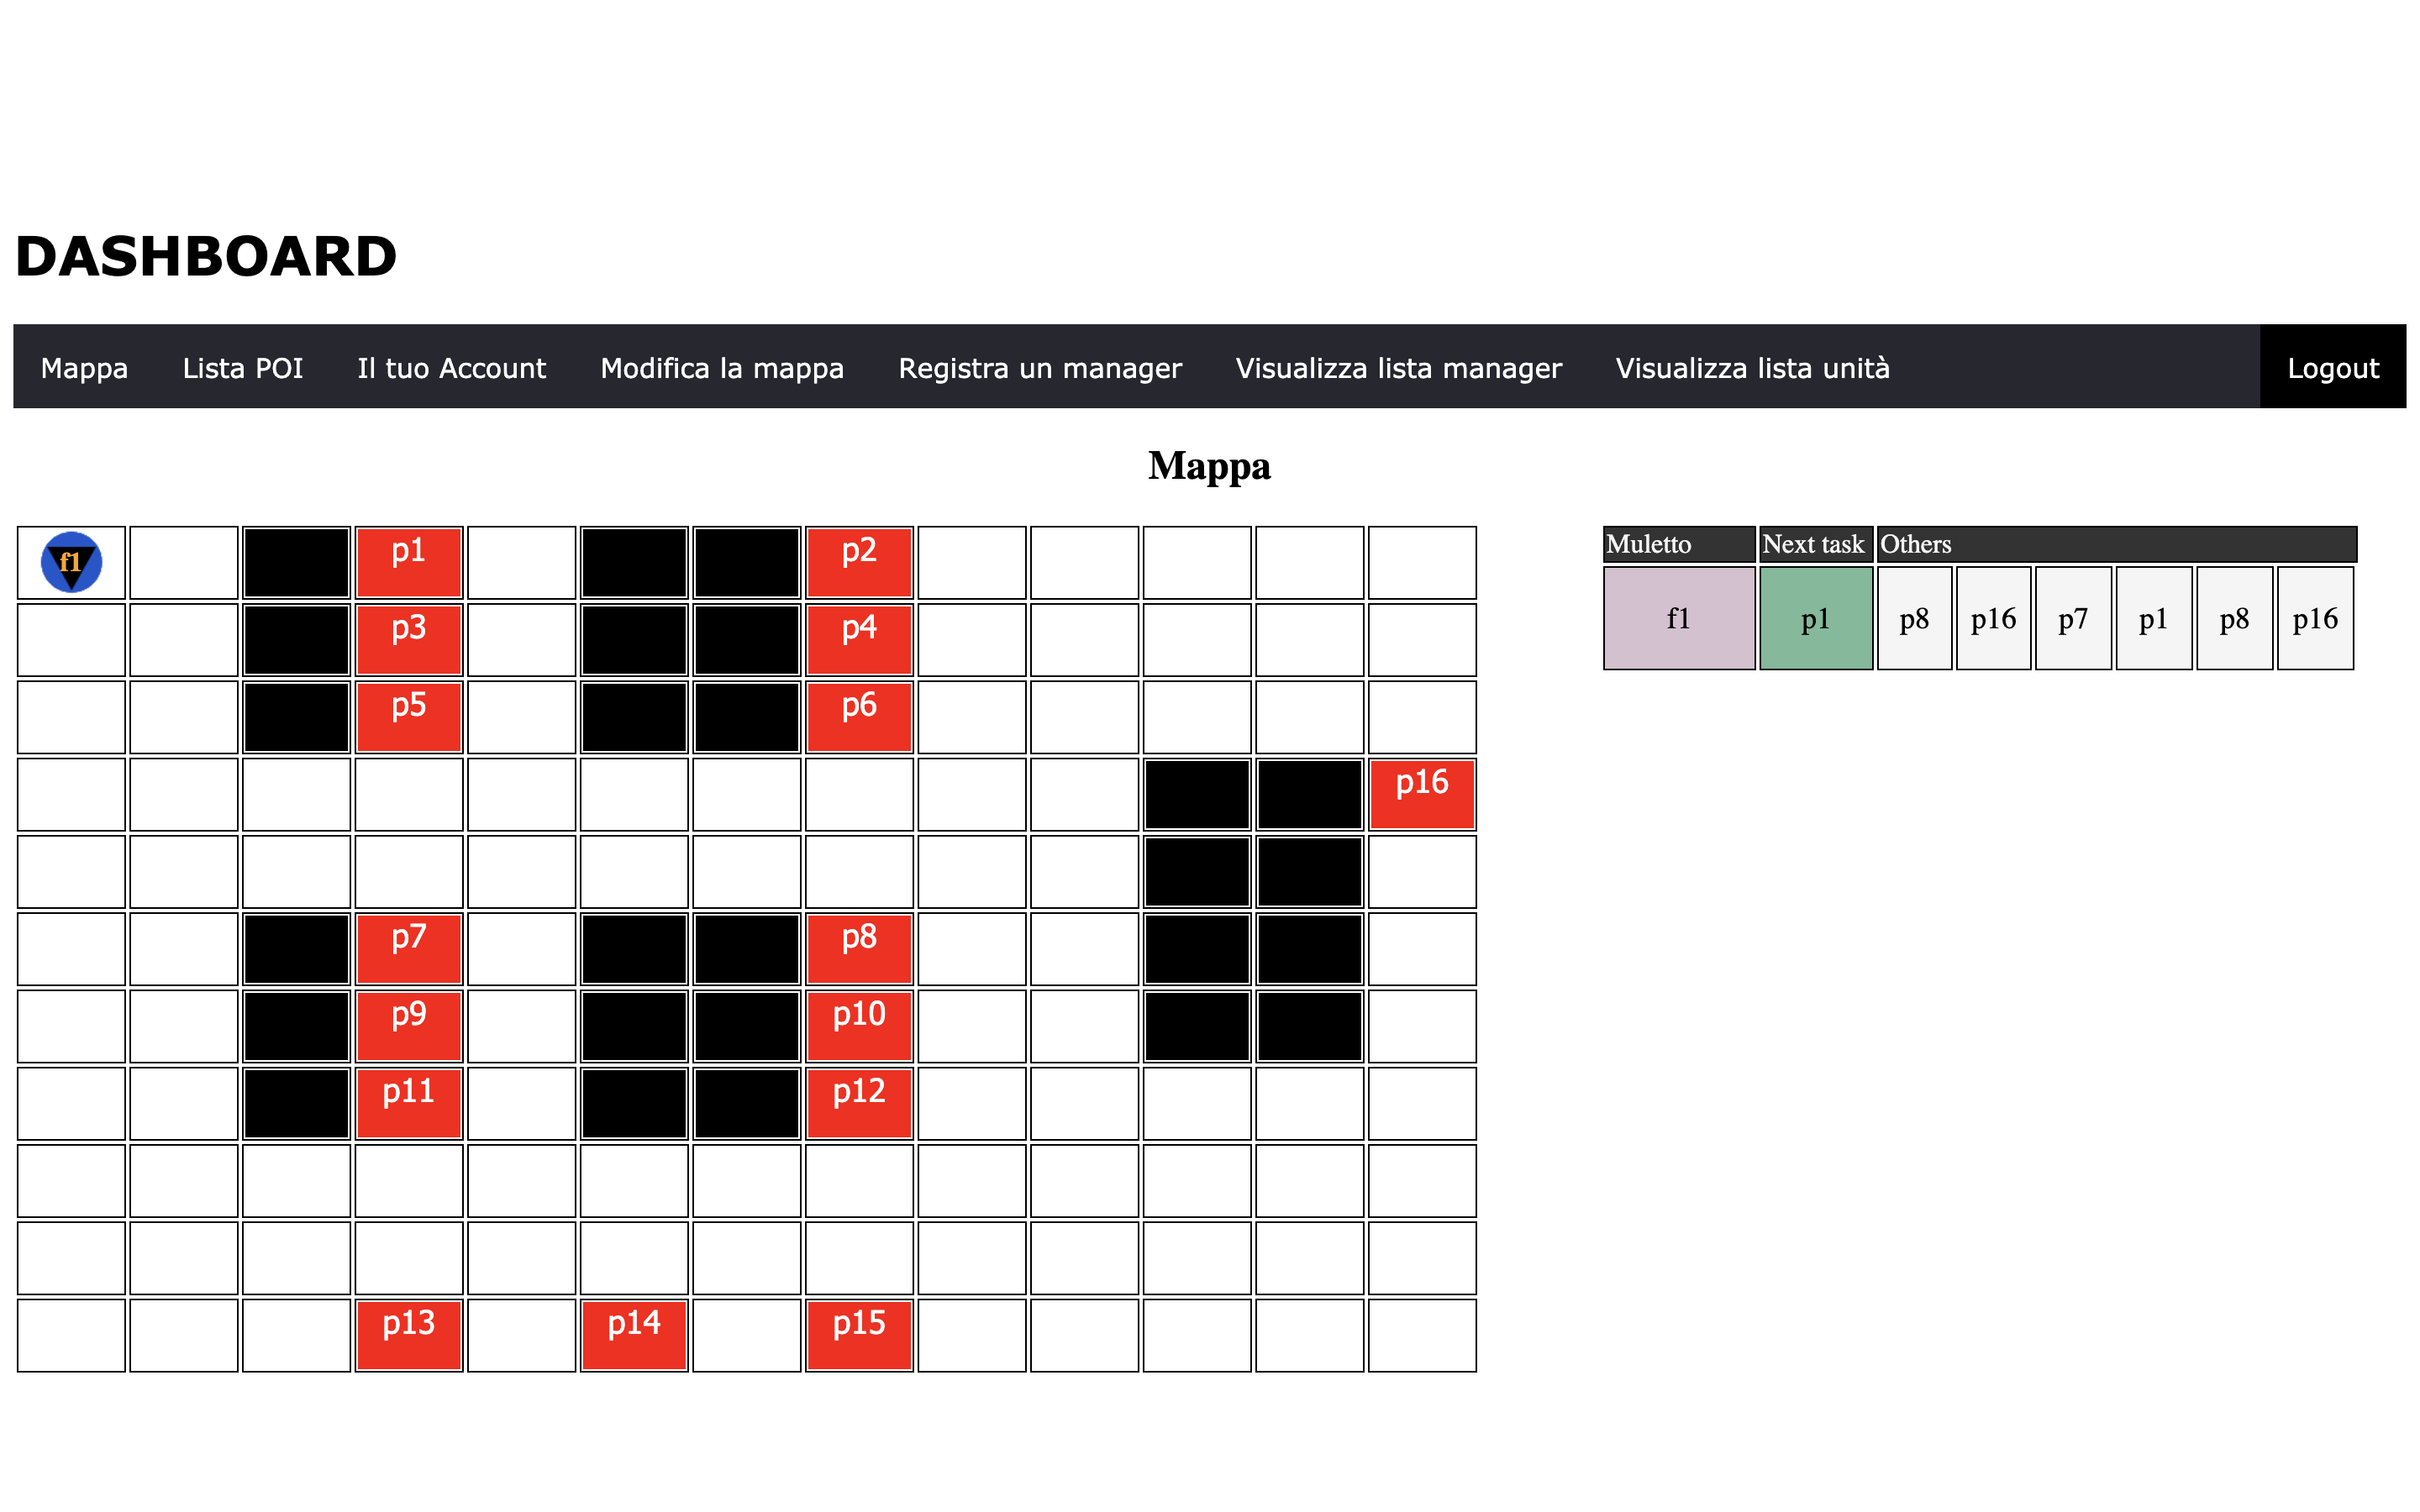 DASHBOARD
Mappa Lista POI Il tuo Account Modifica la mappa Registra un manager Visualizza lista manager Visualizza lista unità Logout
Mappa
f1 p1 p2
p3 p4
p5 p6
p16
p7 p8
p9 p10
p11 p12
p13 p14 p15
Muletto Next task Others
f1 p1 p8 p16 p7 p1 p8 p16